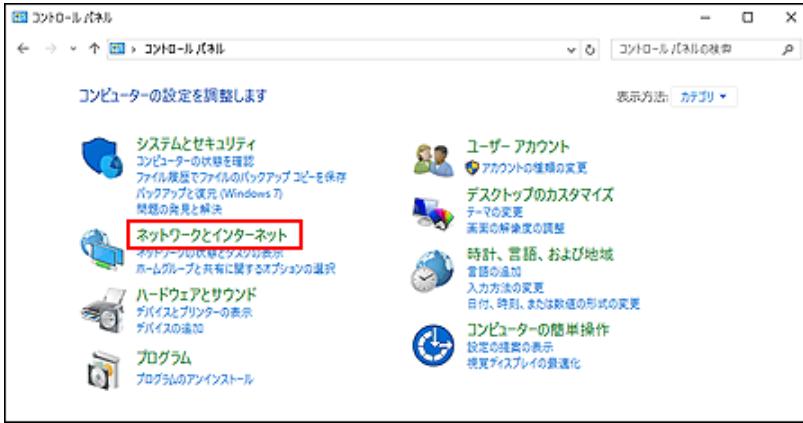 コントロール パネル
コントロール パネル
コントロール パネルの検索
コンピューターの設定を調整します
表示方法: カテゴリ
システムとセキュリティ
コンピューターの状態を確認
ファイル履歴でファイルのバックアップ コピーを保存
バックアップと復元 (Windows 7)
問題の発見と解決
ネットワークとインターネット
ネットワークの状態とタスクの表示
ホームグループと共有に関するオプションの選択
ハードウェアとサウンド
デバイスとプリンターの表示
デバイスの追加
プログラム
プログラムのアンインストール
ユーザー アカウント
アカウントの種類の変更
デスクトップのカスタマイズ
テーマの変更
画面の解像度の調整
時計、言語、および地域
言語の追加
入力方法の変更
日付、時刻、または数値の形式の変更
コンピューターの簡単操作
設定の提案の表示
視覚ディスプレイの最適化